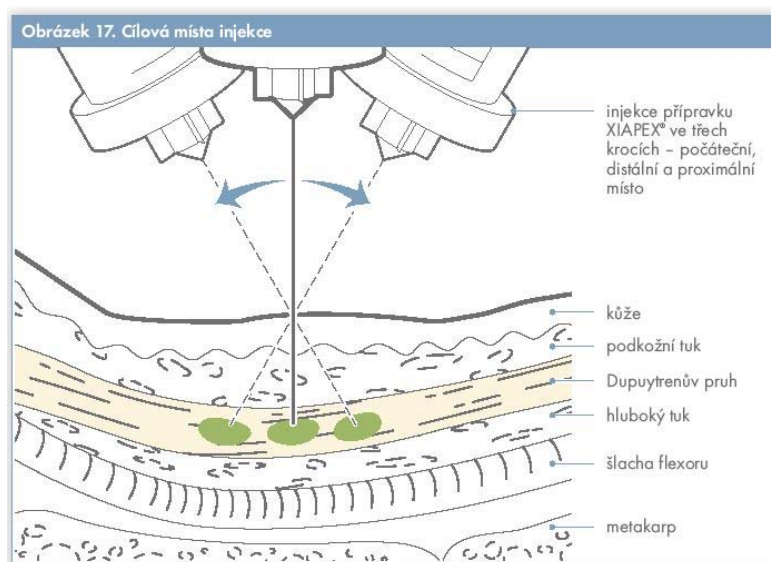 Obrázek 17. Cílová místa injekce
injekce přípravku
XIAPEX® ve třech
krocích – počáteční,
distální a proximální
místo
kůže
podkožní tuk
Dupuytrenův pruh
hluboký tuk
šlacha flexoru
metakarp